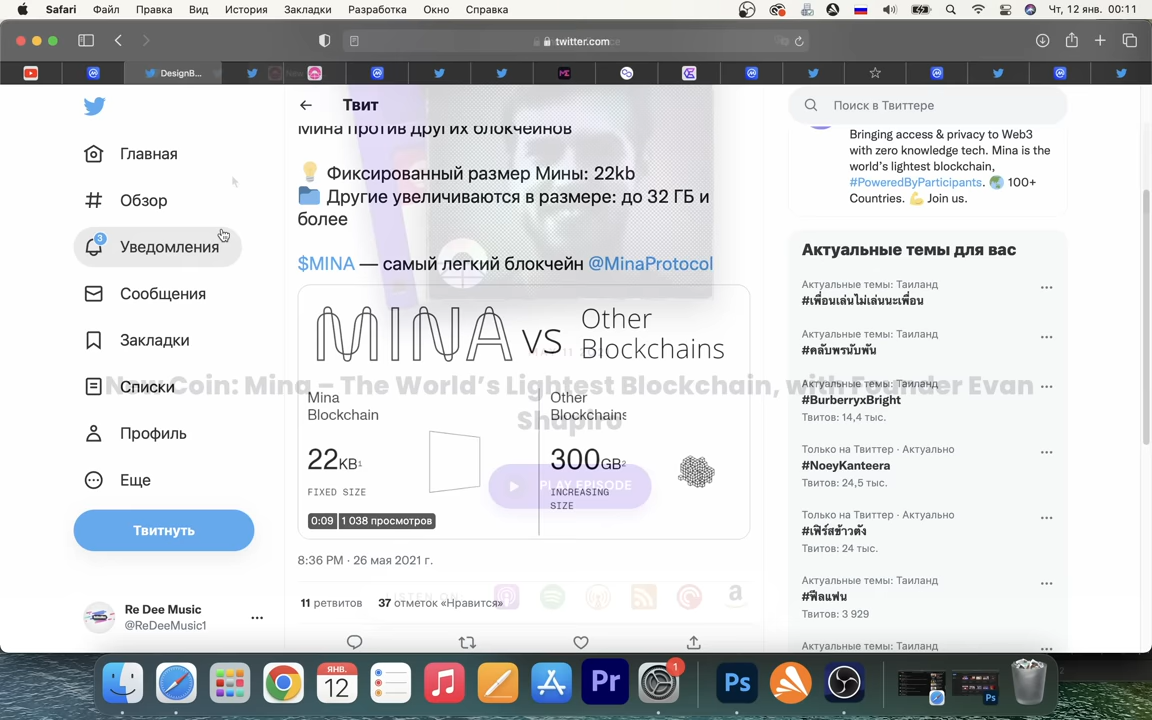 Safari Файл Правка Вид История Закладки Разработка Окно Справка Чт, 12 янв. 00:11
twitter.com
DesignB...
Твит
Поиск в Твиттере
Мина против других блокчейнов
Главная
Обзор
3
Уведомления
Сообщения
Закладки
Списки
Профиль
Еще
Твитнуть
Re Dee Music
@ReDeeMusic1
Фиксированный размер Мины: 22kb
Другие увеличиваются в размере: до 32 ГБ и
более
$MINA — самый легкий блокчейн @MinaProtocol
MINA VS Other
Blockchains
Mina
Blockchain
Other
Blockchains
22KB1
300GB2
FIXED SIZE
INCREASING
SIZE
0:09 1 038 просмотров
New Coin: Mina – The World's Lightest Blockchain, with Founder Evan
Shapiro
PLAY EPISODE
8:36 PM · 26 мая 2021 г.
LISTEN ON
11 ретвитов 37 отметок «Нравится»
Bringing access & privacy to Web3
with zero knowledge tech. Mina is the
world's lightest blockchain,
#PoweredByParticipants. 100+
Countries. Join us.
Актуальные темы для вас
Актуальные темы: Таиланд
#เพื่อนเล่นไม่เล่นนะเพื่อน
Актуальные темы: Таиланд
#คลับพรนับพัน
Актуальные темы: Таиланд
#BurberryxBright
Твитов: 14,4 тыс.
Только на Твиттер · Актуально
#NoeyKanteera
Твитов: 24,5 тыс.
Только на Твиттер · Актуально
#เฟิร์สข้าวตัง
Твитов: 24 тыс.
Актуальные темы: Таиланд
#ฟีลแฟน
Твитов: 3 929
Актуальные темы: Таиланд
ЯНВ.
12
Pr
1
Ps